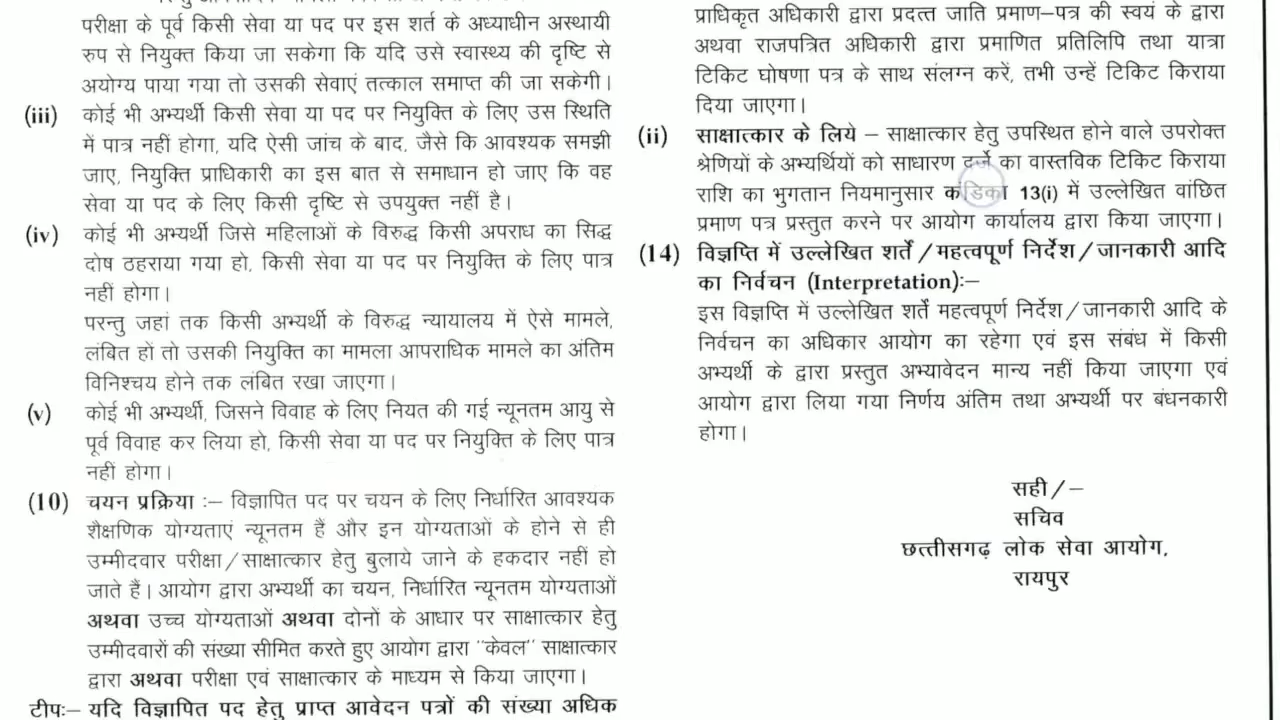 परीक्षा के पूर्व किसी सेवा या पद पर इस शर्त के अध्याधीन अस्थायी
रुप से नियुक्त किया जा सकेगा कि यदि उसे स्वास्थ्य की दृष्टि से
अयोग्य पाया गया तो उसकी सेवाएं तत्काल समाप्त की जा सकेगी।
(iii) कोई भी अभ्यर्थी किसी सेवा या पद पर नियुक्ति के लिए उस स्थिति
में पात्र नहीं होगा, यदि ऐसी जांच के बाद, जैसे कि आवश्यक समझी
जाए, नियुक्ति प्राधिकारी का इस बात से समाधान हो जाए कि वह
सेवा या पद के लिए किसी दृष्टि से उपयुक्त नहीं है।
(iv) कोई भी अभ्यर्थी जिसे महिलाओं के विरुद्ध किसी अपराध का सिद्ध
दोष ठहराया गया हो, किसी सेवा या पद पर नियुक्ति के लिए पात्र
नहीं होगा।
परन्तु जहां तक किसी अभ्यर्थी के विरुद्ध न्यायालय में ऐसे मामले,
लंबित हों तो उसकी नियुक्ति का मामला आपराधिक मामले का अंतिम
विनिश्चय होने तक लंबित रखा जाएगा।
(v) कोई भी अभ्यर्थी, जिसने विवाह के लिए नियत की गई न्यूनतम आयु से
पूर्व विवाह कर लिया हो, किसी सेवा या पद पर नियुक्ति के लिए पात्र
नहीं होगा।
(10) चयन प्रक्रिया :– विज्ञापित पद पर चयन के लिए निर्धारित आवश्यक
शैक्षणिक योग्यताएं न्यूनतम हैं और इन योग्यताओं के होने से ही
उम्मीदवार परीक्षा/साक्षात्कार हेतु बुलाये जाने के हकदार नहीं हो
जाते हैं। आयोग द्वारा अभ्यर्थी का चयन, निर्धारित न्यूनतम योग्यताओं
अथवा उच्च योग्यताओं अथवा दोनों के आधार पर साक्षात्कार हेतु
उम्मीदवारों की संख्या सीमित करते हुए आयोग द्वारा "केवल" साक्षात्कार
द्वारा अथवा परीक्षा एवं साक्षात्कार के माध्यम से किया जाएगा।
टीपः– यदि विज्ञापित पद हेतु प्राप्त आवेदन पत्रों की संख्या अधिक
प्राधिकृत अधिकारी द्वारा प्रदत्त जाति प्रमाण–पत्र की स्वयं के द्वारा
अथवा राजपत्रित अधिकारी द्वारा प्रमाणित प्रतिलिपि तथा यात्रा
टिकिट घोषणा पत्र के साथ संलग्न करें, तभी उन्हें टिकिट किराया
दिया जाएगा।
(ii) साक्षात्कार के लिये – साक्षात्कार हेतु उपस्थित होने वाले उपरोक्त
श्रेणियों के अभ्यर्थियों को साधारण दर्जे का वास्तविक टिकिट किराया
राशि का भुगतान नियमानुसार कंडिका 13(i) में उल्लेखित वांछित
प्रमाण पत्र प्रस्तुत करने पर आयोग कार्यालय द्वारा किया जाएगा।
(14) विज्ञप्ति में उल्लेखित शर्तें/महत्वपूर्ण निर्देश/जानकारी आदि
का निर्वचन (Interpretation):–
इस विज्ञप्ति में उल्लेखित शर्तें महत्वपूर्ण निर्देश/जानकारी आदि के
निर्वचन का अधिकार आयोग का रहेगा एवं इस संबंध में किसी
अभ्यर्थी के द्वारा प्रस्तुत अभ्यावेदन मान्य नहीं किया जाएगा एवं
आयोग द्वारा लिया गया निर्णय अंतिम तथा अभ्यर्थी पर बंधनकारी
होगा।
सही/–
सचिव
छत्तीसगढ़ लोक सेवा आयोग,
रायपुर